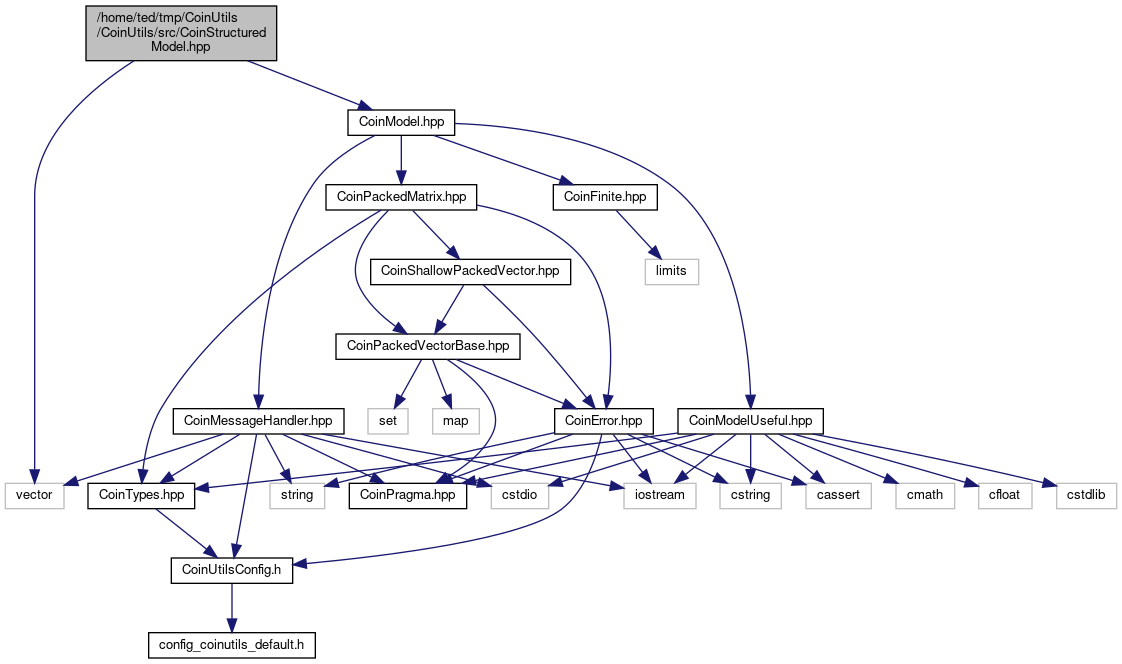 /home/ted/tmp/CoinUtils
/CoinUtils/src/CoinStructured
Model.hpp
CoinModel.hpp
CoinPackedMatrix.hpp
CoinFinite.hpp
CoinShallowPackedVector.hpp
limits
CoinPackedVectorBase.hpp
CoinMessageHandler.hpp
set
map
CoinError.hpp
CoinModelUseful.hpp
vector
CoinTypes.hpp
string
CoinPragma.hpp
cstdio
iostream
cstring
cassert
cmath
cfloat
cstdlib
CoinUtilsConfig.h
config_coinutils_default.h